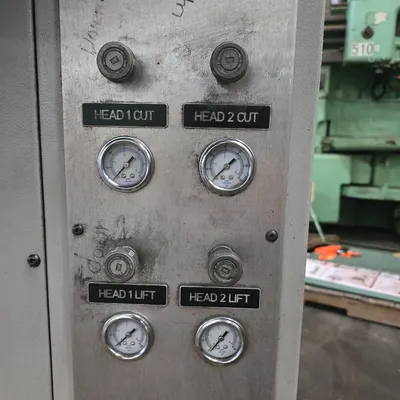 510
HEAD 1 CUT
HEAD 2 CUT
HEAD 1 LIFT
HEAD 2 LIFT